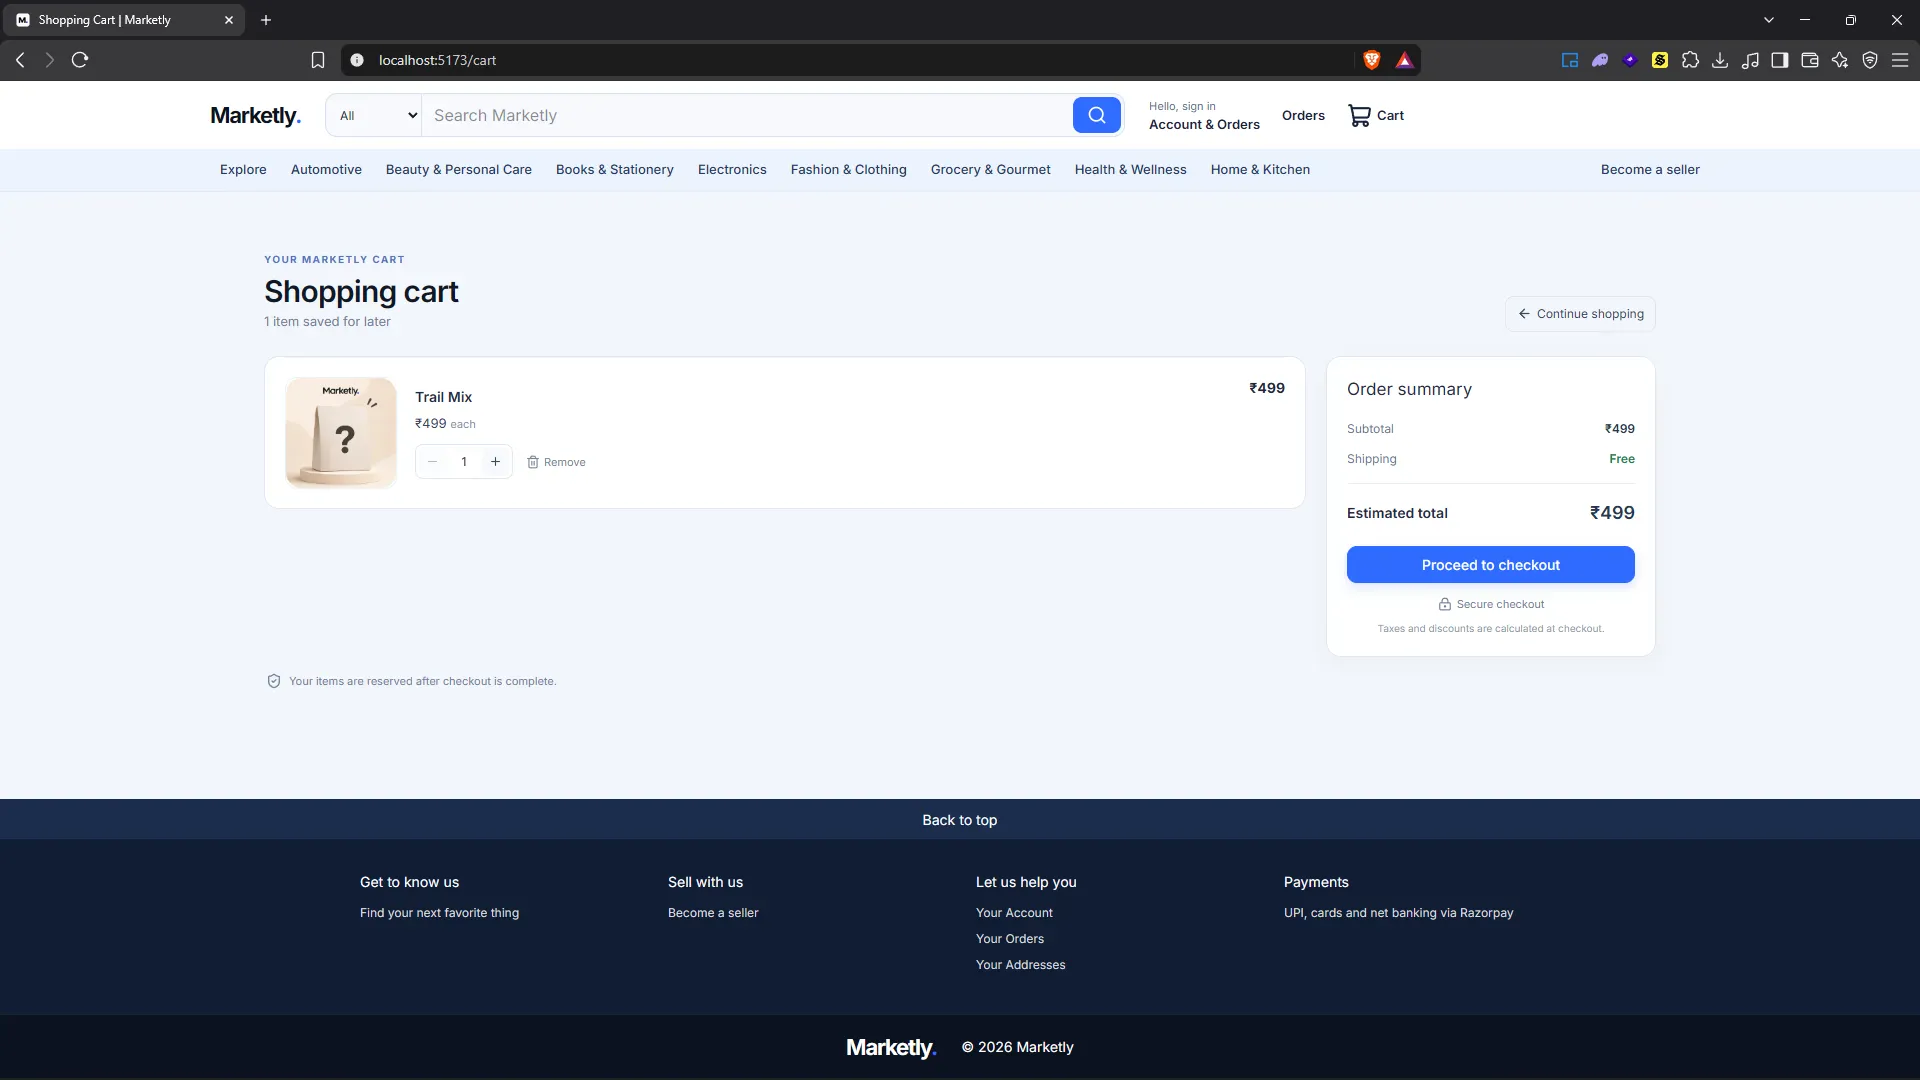 Shopping Cart | Marketly
localhost:5173/cart
Marketly.
All
Search Marketly
Hello, sign in
Account & Orders
Orders
Cart
Explore
Automotive
Beauty & Personal Care
Books & Stationery
Electronics
Fashion & Clothing
Grocery & Gourmet
Health & Wellness
Home & Kitchen
Become a seller
YOUR MARKETLY CART
Shopping cart
1 item saved for later
Continue shopping
Marketly.
?
Trail Mix
₹499
₹499 each
1
Remove
Order summary
Subtotal ₹499
Shipping Free
Estimated total ₹499
Proceed to checkout
Secure checkout
Taxes and discounts are calculated at checkout.
Your items are reserved after checkout is complete.
Back to top
Get to know us
Find your next favorite thing
Sell with us
Become a seller
Let us help you
Your Account
Your Orders
Your Addresses
Payments
UPI, cards and net banking via Razorpay
Marketly.
© 2026 Marketly